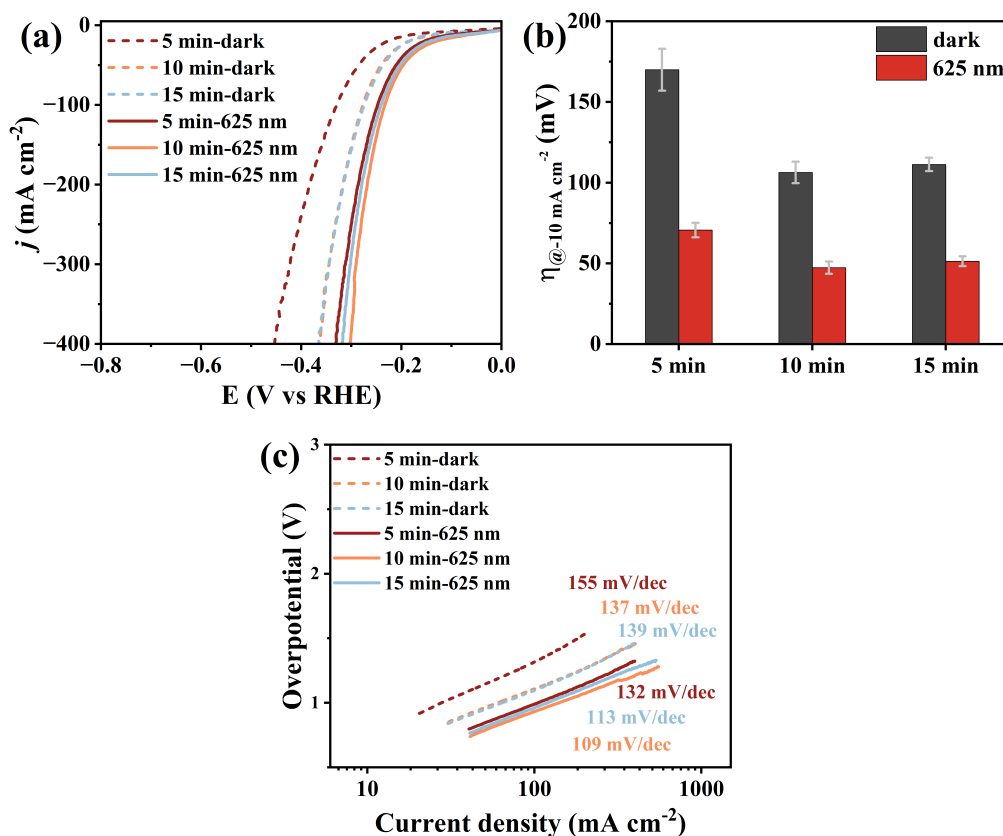 (a)
5 min-dark
10 min-dark
15 min-dark
5 min-625 nm
10 min-625 nm
15 min-625 nm
0
−100
−200
−300
−400
j (mA cm⁻²)
−0.8
−0.6
−0.4
−0.2
0.0
E (V vs RHE)
(b)
dark
625 nm
150
100
50
0
η@-10 mA cm⁻² (mV)
5 min
10 min
15 min
(c)
5 min-dark
10 min-dark
15 min-dark
5 min-625 nm
10 min-625 nm
15 min-625 nm
3
2
1
Overpotential (V)
155 mV/dec
137 mV/dec
139 mV/dec
132 mV/dec
113 mV/dec
109 mV/dec
10
100
1000
Current density (mA cm⁻²)